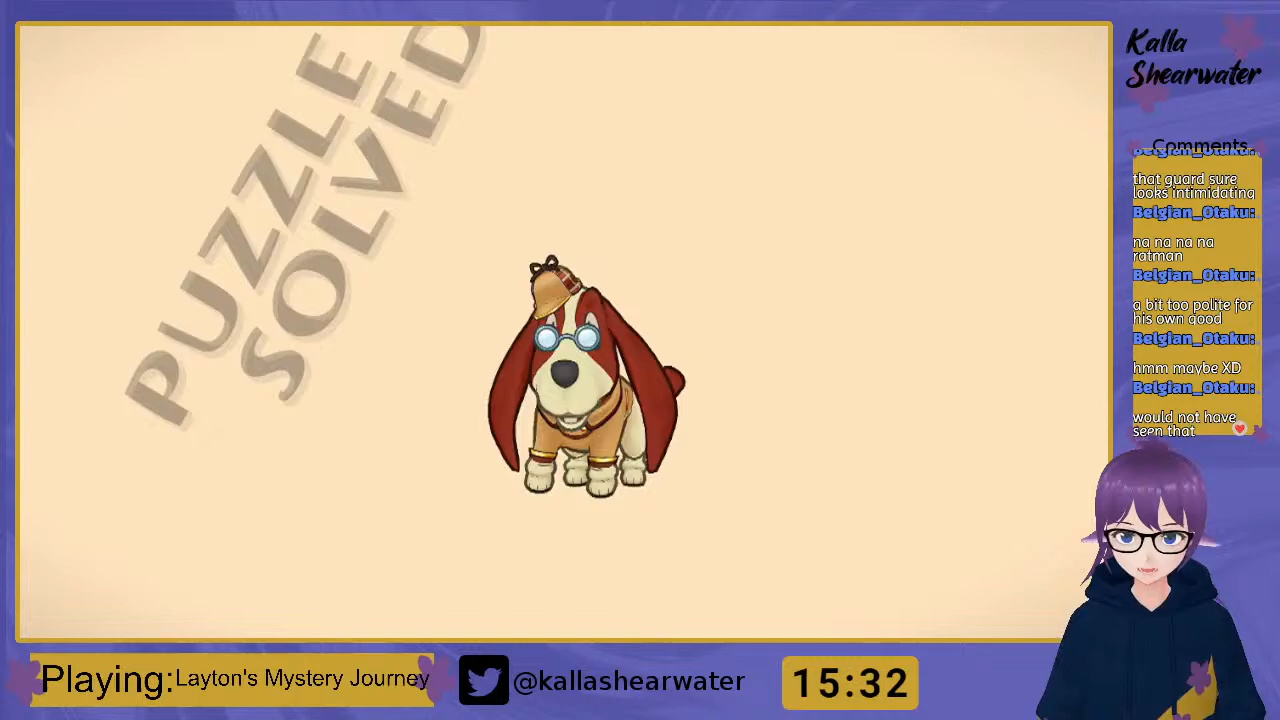 PUZZLE
SOLVED
Kalla
Shearwater
Comments
Belgian_Otaku:
that guard sure
looks intimidating
Belgian_Otaku:
na na na na
ratman
Belgian_Otaku:
a bit too polite for
his own good
Belgian_Otaku:
hmm maybe XD
Belgian_Otaku:
would not have
seen that
Playing: Layton's Mystery Journey
@kallashearwater
15:32